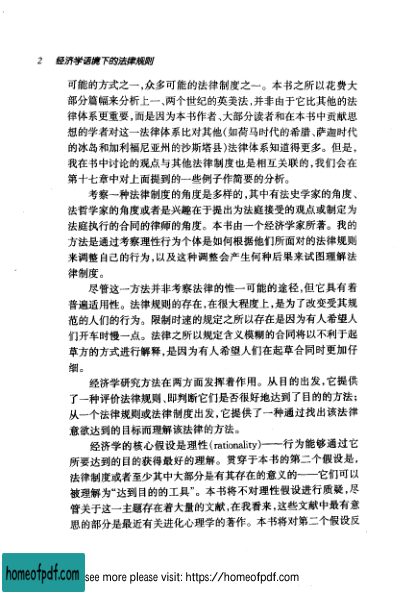 2 经济学语境下的法律规则
可能的方式之一,众多可能的法律制度之一。本书之所以花费大
部分篇幅来分析上一、两个世纪的英美法,并非由于它比其他的法
律体系更重要,而是因为本书作者、大部分读者和在本书中贡献思
想的学者对这一法律体系比对其他(如荷马时代的希腊、萨迦时代
的冰岛和加利福尼亚州的沙斯塔县)法律体系知道得更多。但是,
我在书中讨论的观点与其他法律制度也是相互关联的,我们会在
第十七章中对上面提到的一些例子作简要的分析。
考察一种法律制度的角度是多样的,其中有法史学家的角度、
法哲学家的角度或者是兴趣在于提出为法庭接受的观点或制定为
法庭执行的合同的律师的角度。本书由一个经济学家所著。我的
方法是通过考察理性行为个体是如何根据他们所面对的法律规则
来调整自己的行为,以及这种调整会产生何种后果来试图理解法
律制度。
尽管这一方法并非考察法律的惟一可能的途径,但它具有着
普遍适用性。法律规则的存在,在很大程度上,是为了改变受其规
范的人们的行为。限制时速的规定之所以存在是因为有人希望人
们开车时慢一点。法律之所以规定含义模糊的合同将以不利于起
草方的方式进行解释,是因为有人希望人们在起草合同时更加仔
细。
经济学研究方法在两方面发挥着作用。从目的出发,它提供
了一种评价法律规则、即判断它们是否很好地达到了目的的方法;
从一个法律规则或法律制度出发,它提供了一种通过找出该法律
意欲达到的目标而理解该法律的方法。
经济学的核心假设是理性(rationality)——行为能够通过它
所要达到的目的获得最好的理解。贯穿于本书的第二个假设是,
法律制度或者至少其中大部分是有其存在的意义的——它们可以
被理解为“达到目的的工具”。本书将不对理性假设进行质疑,尽
管关于这一主题存在着大量的文献,在我看来,这些文献中最有意
思的部分是最近有关进化心理学的著作。本书将对第二个假设反
homeofpdf.com see more please visit: https://homeofpdf.com